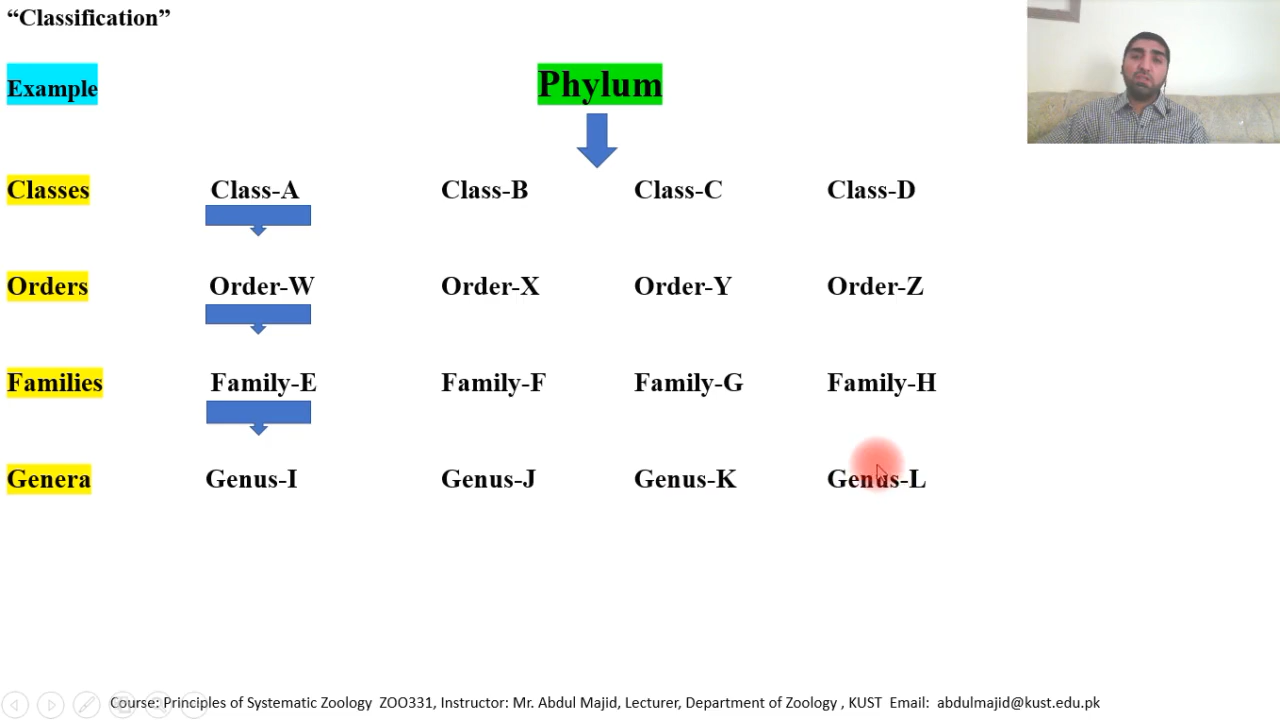 “Classification”
Example
Phylum
Classes Class-A Class-B Class-C Class-D
Orders Order-W Order-X Order-Y Order-Z
Families Family-E Family-F Family-G Family-H
Genera Genus-I Genus-J Genus-K Genus-L
Course: Principles of Systematic Zoology ZOO331, Instructor: Mr. Abdul Majid, Lecturer, Department of Zoology , KUST Email: abdulmajid@kust.edu.pk